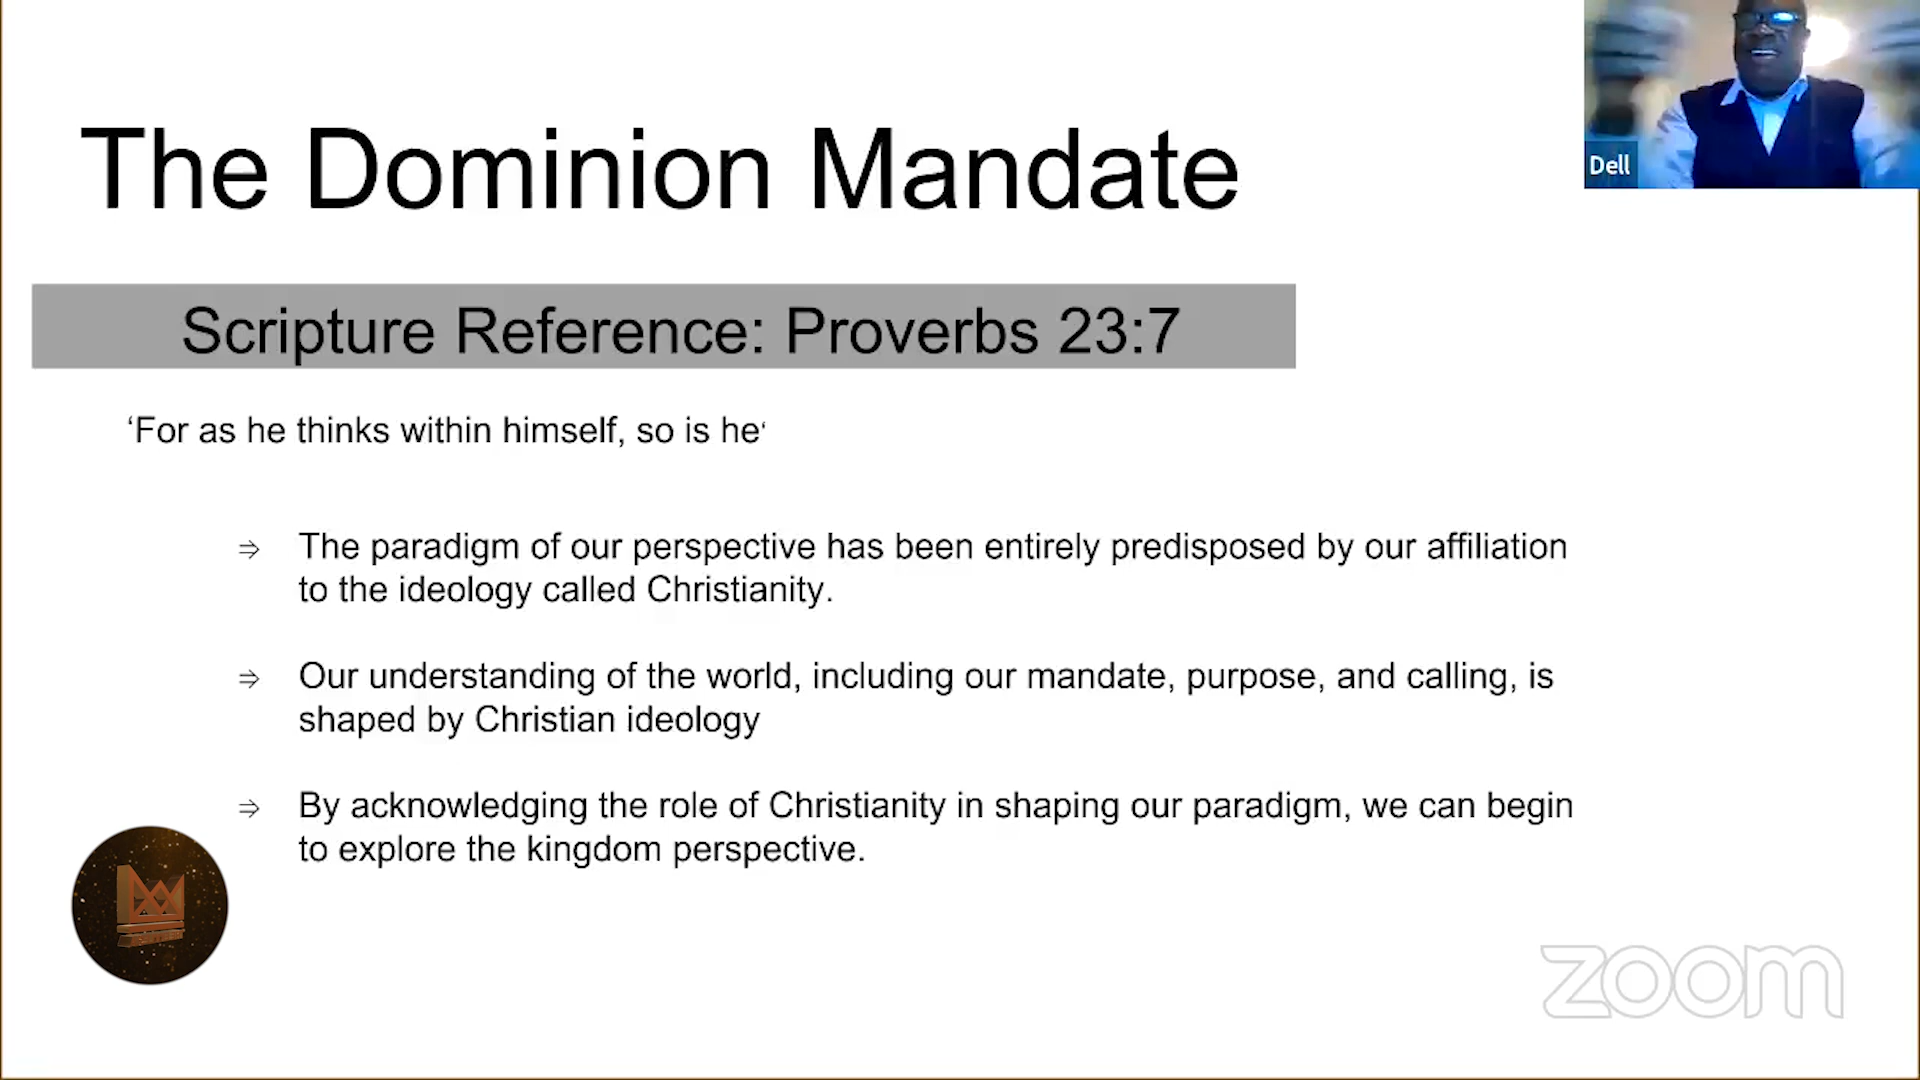 The Dominion Mandate
Dell
Scripture Reference: Proverbs 23:7
‘For as he thinks within himself, so is he‘
⇒ The paradigm of our perspective has been entirely predisposed by our affiliation
to the ideology called Christianity.
⇒ Our understanding of the world, including our mandate, purpose, and calling, is
shaped by Christian ideology
⇒ By acknowledging the role of Christianity in shaping our paradigm, we can begin
to explore the kingdom perspective.
zoom